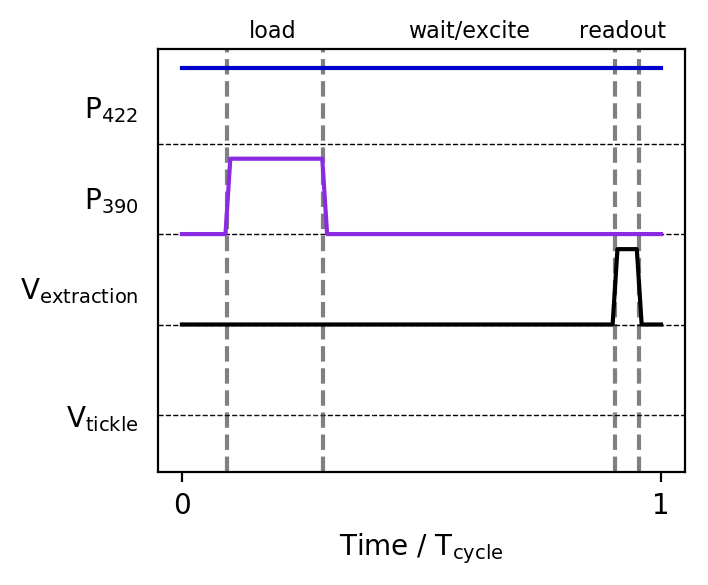 load wait/excite readout
P422
P390
Vextraction
Vtickle
0 1
Time / Tcycle